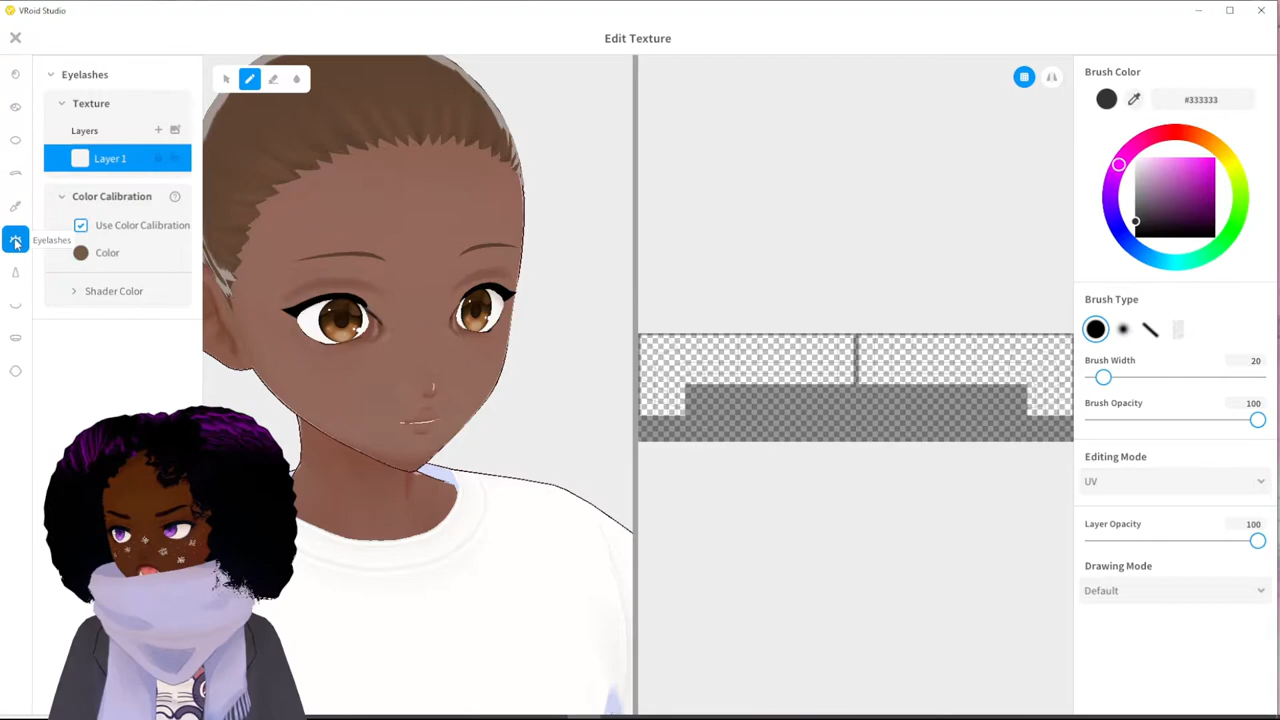 VRoid Studio
Edit Texture
Eyelashes
Texture
Layers
Layer 1
Color Calibration
Use Color Calibration
Eyelashes
Color
Shader Color
Brush Color
#333333
Brush Type
Brush Width 20
Brush Opacity 100
Editing Mode
UV
Layer Opacity 100
Drawing Mode
Default